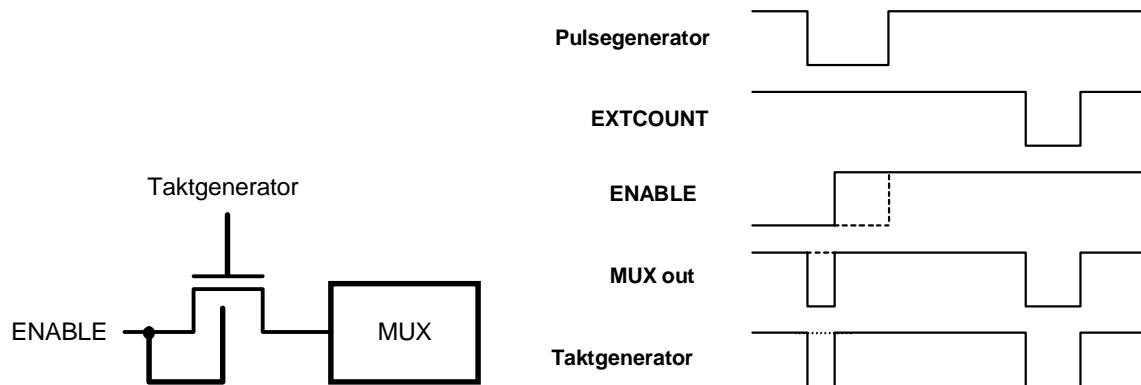 Taktgenerator
ENABLE
MUX
Pulsegenerator
EXTCOUNT
ENABLE
MUX out
Taktgenerator